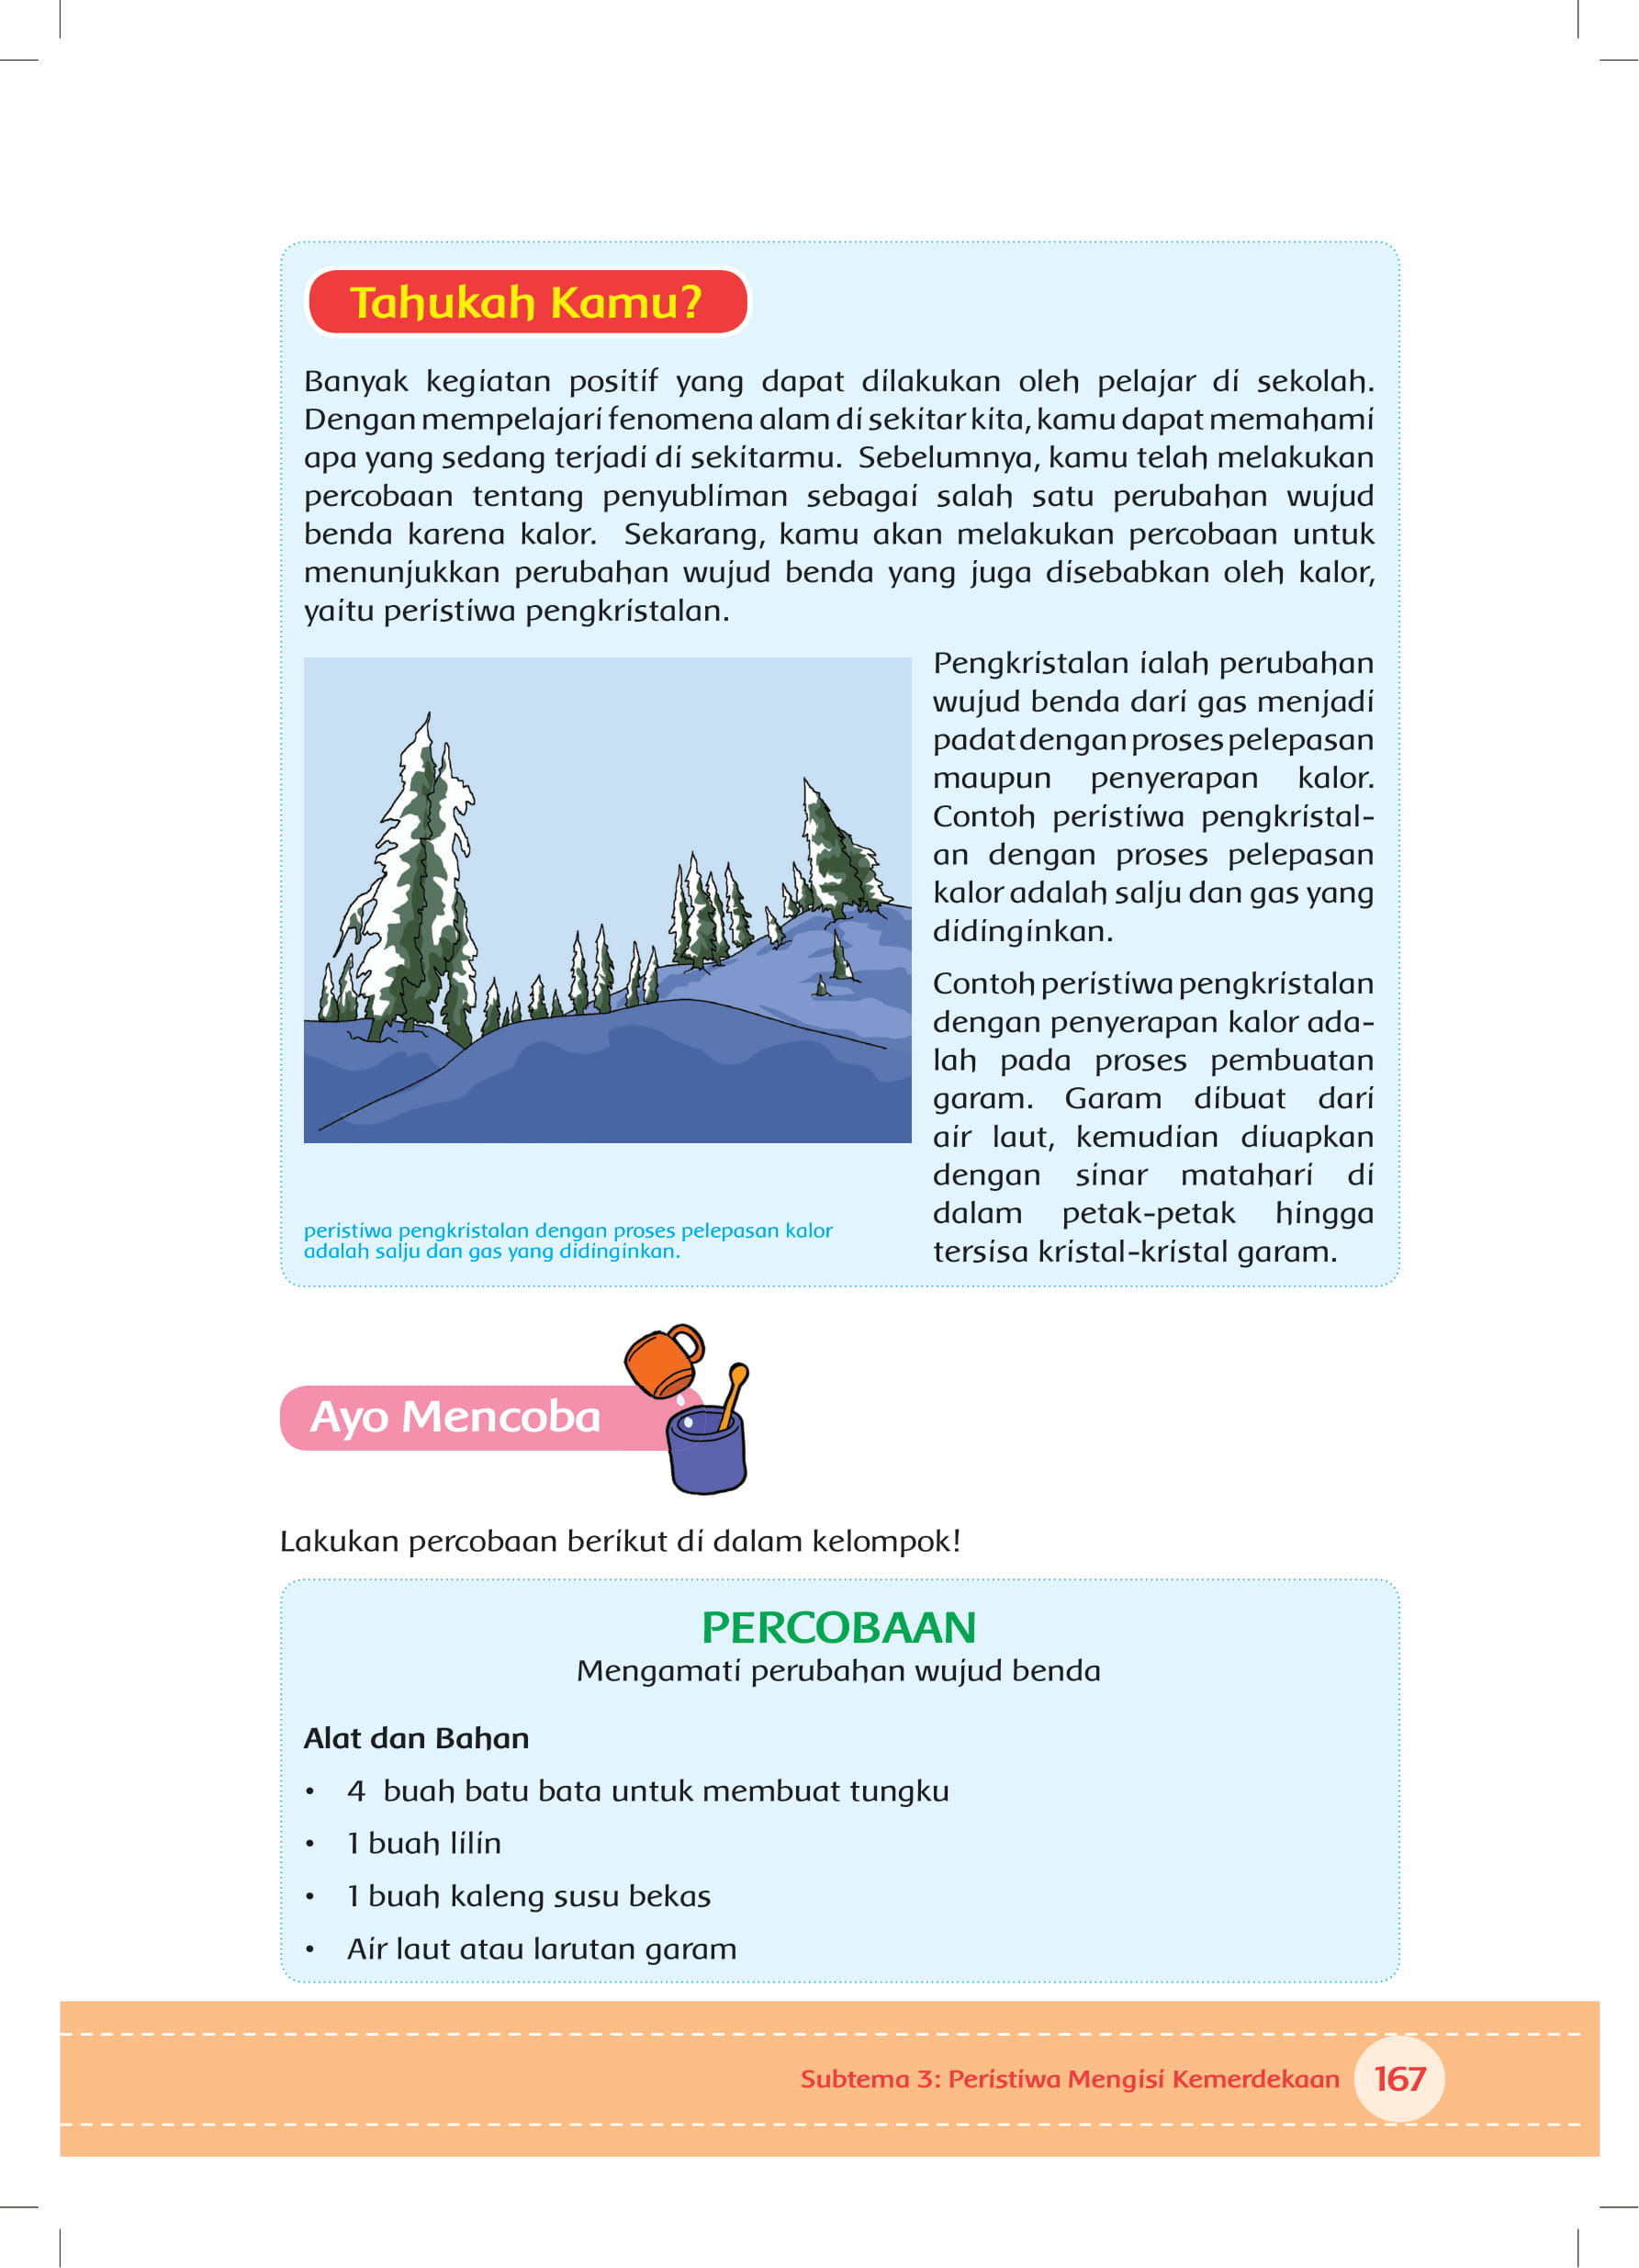 Tahukah Kamu?
Banyak kegiatan positif yang dapat dilakukan oleh pelajar di sekolah.
Dengan mempelajari fenomena alam di sekitar kita, kamu dapat memahami
apa yang sedang terjadi di sekitarmu. Sebelumnya, kamu telah melakukan
percobaan tentang penyubliman sebagai salah satu perubahan wujud
benda karena kalor. Sekarang, kamu akan melakukan percobaan untuk
menunjukkan perubahan wujud benda yang juga disebabkan oleh kalor,
yaitu peristiwa pengkristalan.
Pengkristalan ialah perubahan
wujud benda dari gas menjadi
padat dengan proses pelepasan
maupun penyerapan kalor.
Contoh peristiwa pengkristal-
an dengan proses pelepasan
kalor adalah salju dan gas yang
didinginkan.
Contoh peristiwa pengkristalan
dengan penyerapan kalor ada-
lah pada proses pembuatan
garam. Garam dibuat dari
air laut, kemudian diuapkan
dengan sinar matahari di
dalam petak-petak hingga
tersisa kristal-kristal garam.
peristiwa pengkristalan dengan proses pelepasan kalor
adalah salju dan gas yang didinginkan.
Ayo Mencoba
Lakukan percobaan berikut di dalam kelompok!
PERCOBAAN
Mengamati perubahan wujud benda
Alat dan Bahan
• 4 buah batu bata untuk membuat tungku
• 1 buah lilin
• 1 buah kaleng susu bekas
• Air laut atau larutan garam
Subtema 3: Peristiwa Mengisi Kemerdekaan 167